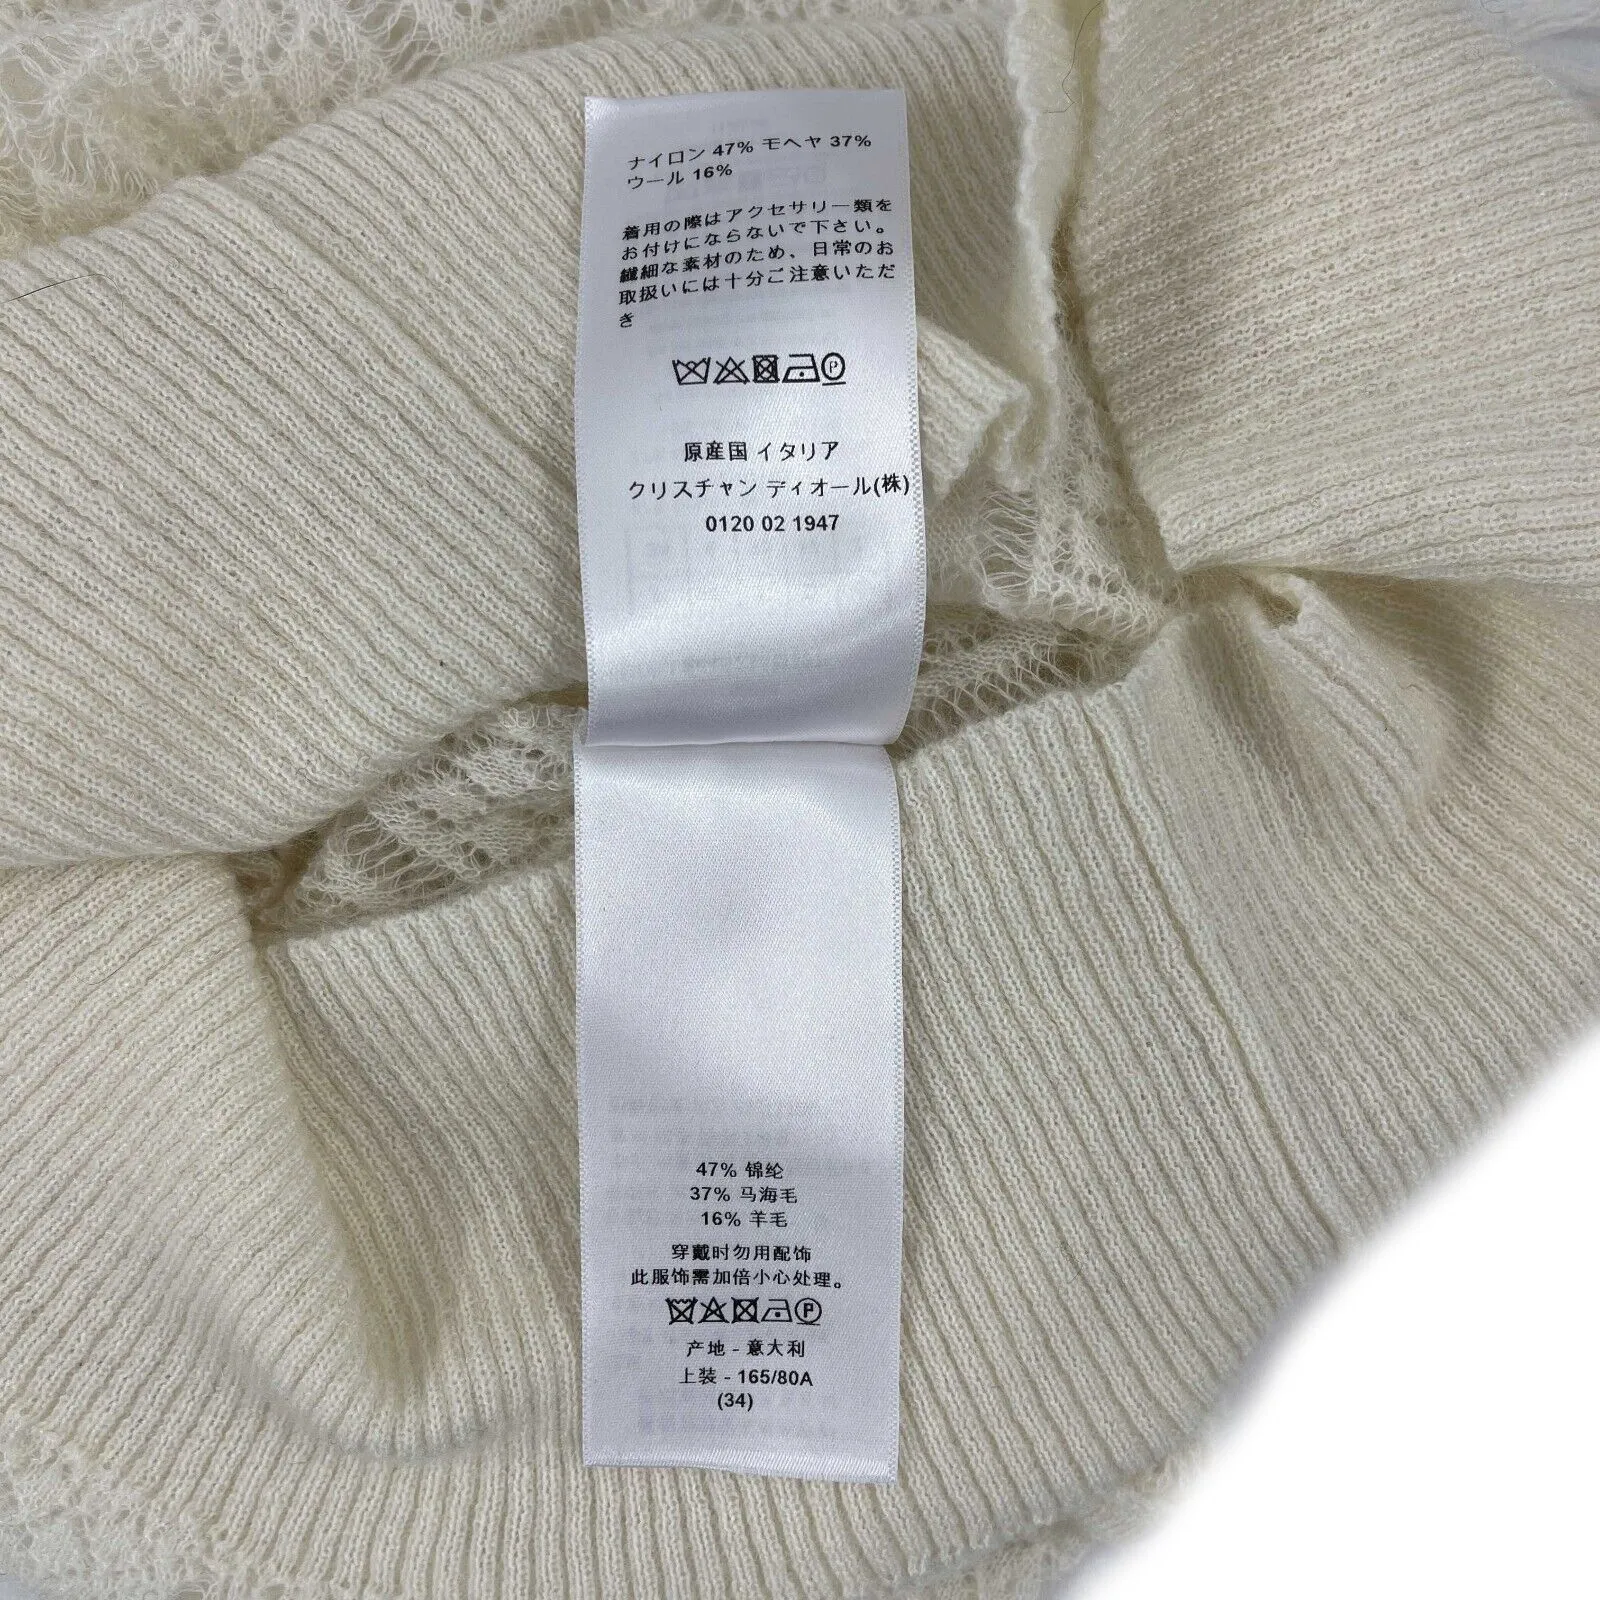 ナイロン 47% モヘヤ 37%
ウール 16%
着用の際はアクセサリー類を
お付けにならないで下さい。
繊細な素材のため、日常のお
取扱いには十分ご注意いただ
き
P
原産国 イタリア
クリスチャン ディオール(株)
0120 02 1947
47% 锦纶
37% 马海毛
16% 羊毛
穿戴时勿用配饰
此服饰需加倍小心处理。
P
产地 - 意大利
上装 - 165/80A
(34)